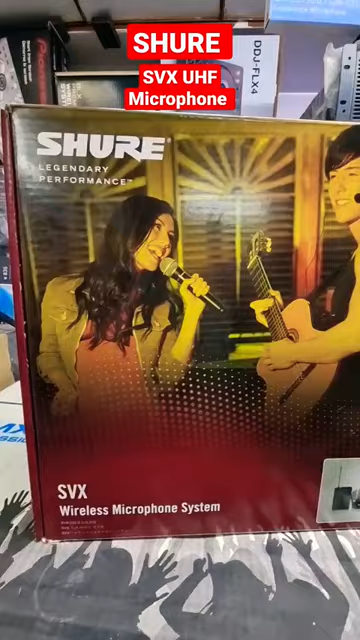 SHURE
SVX UHF
Microphone
DDJ-FLX4
SHURE
LEGENDARY
PERFORMANCE™
SVX
Wireless Microphone System